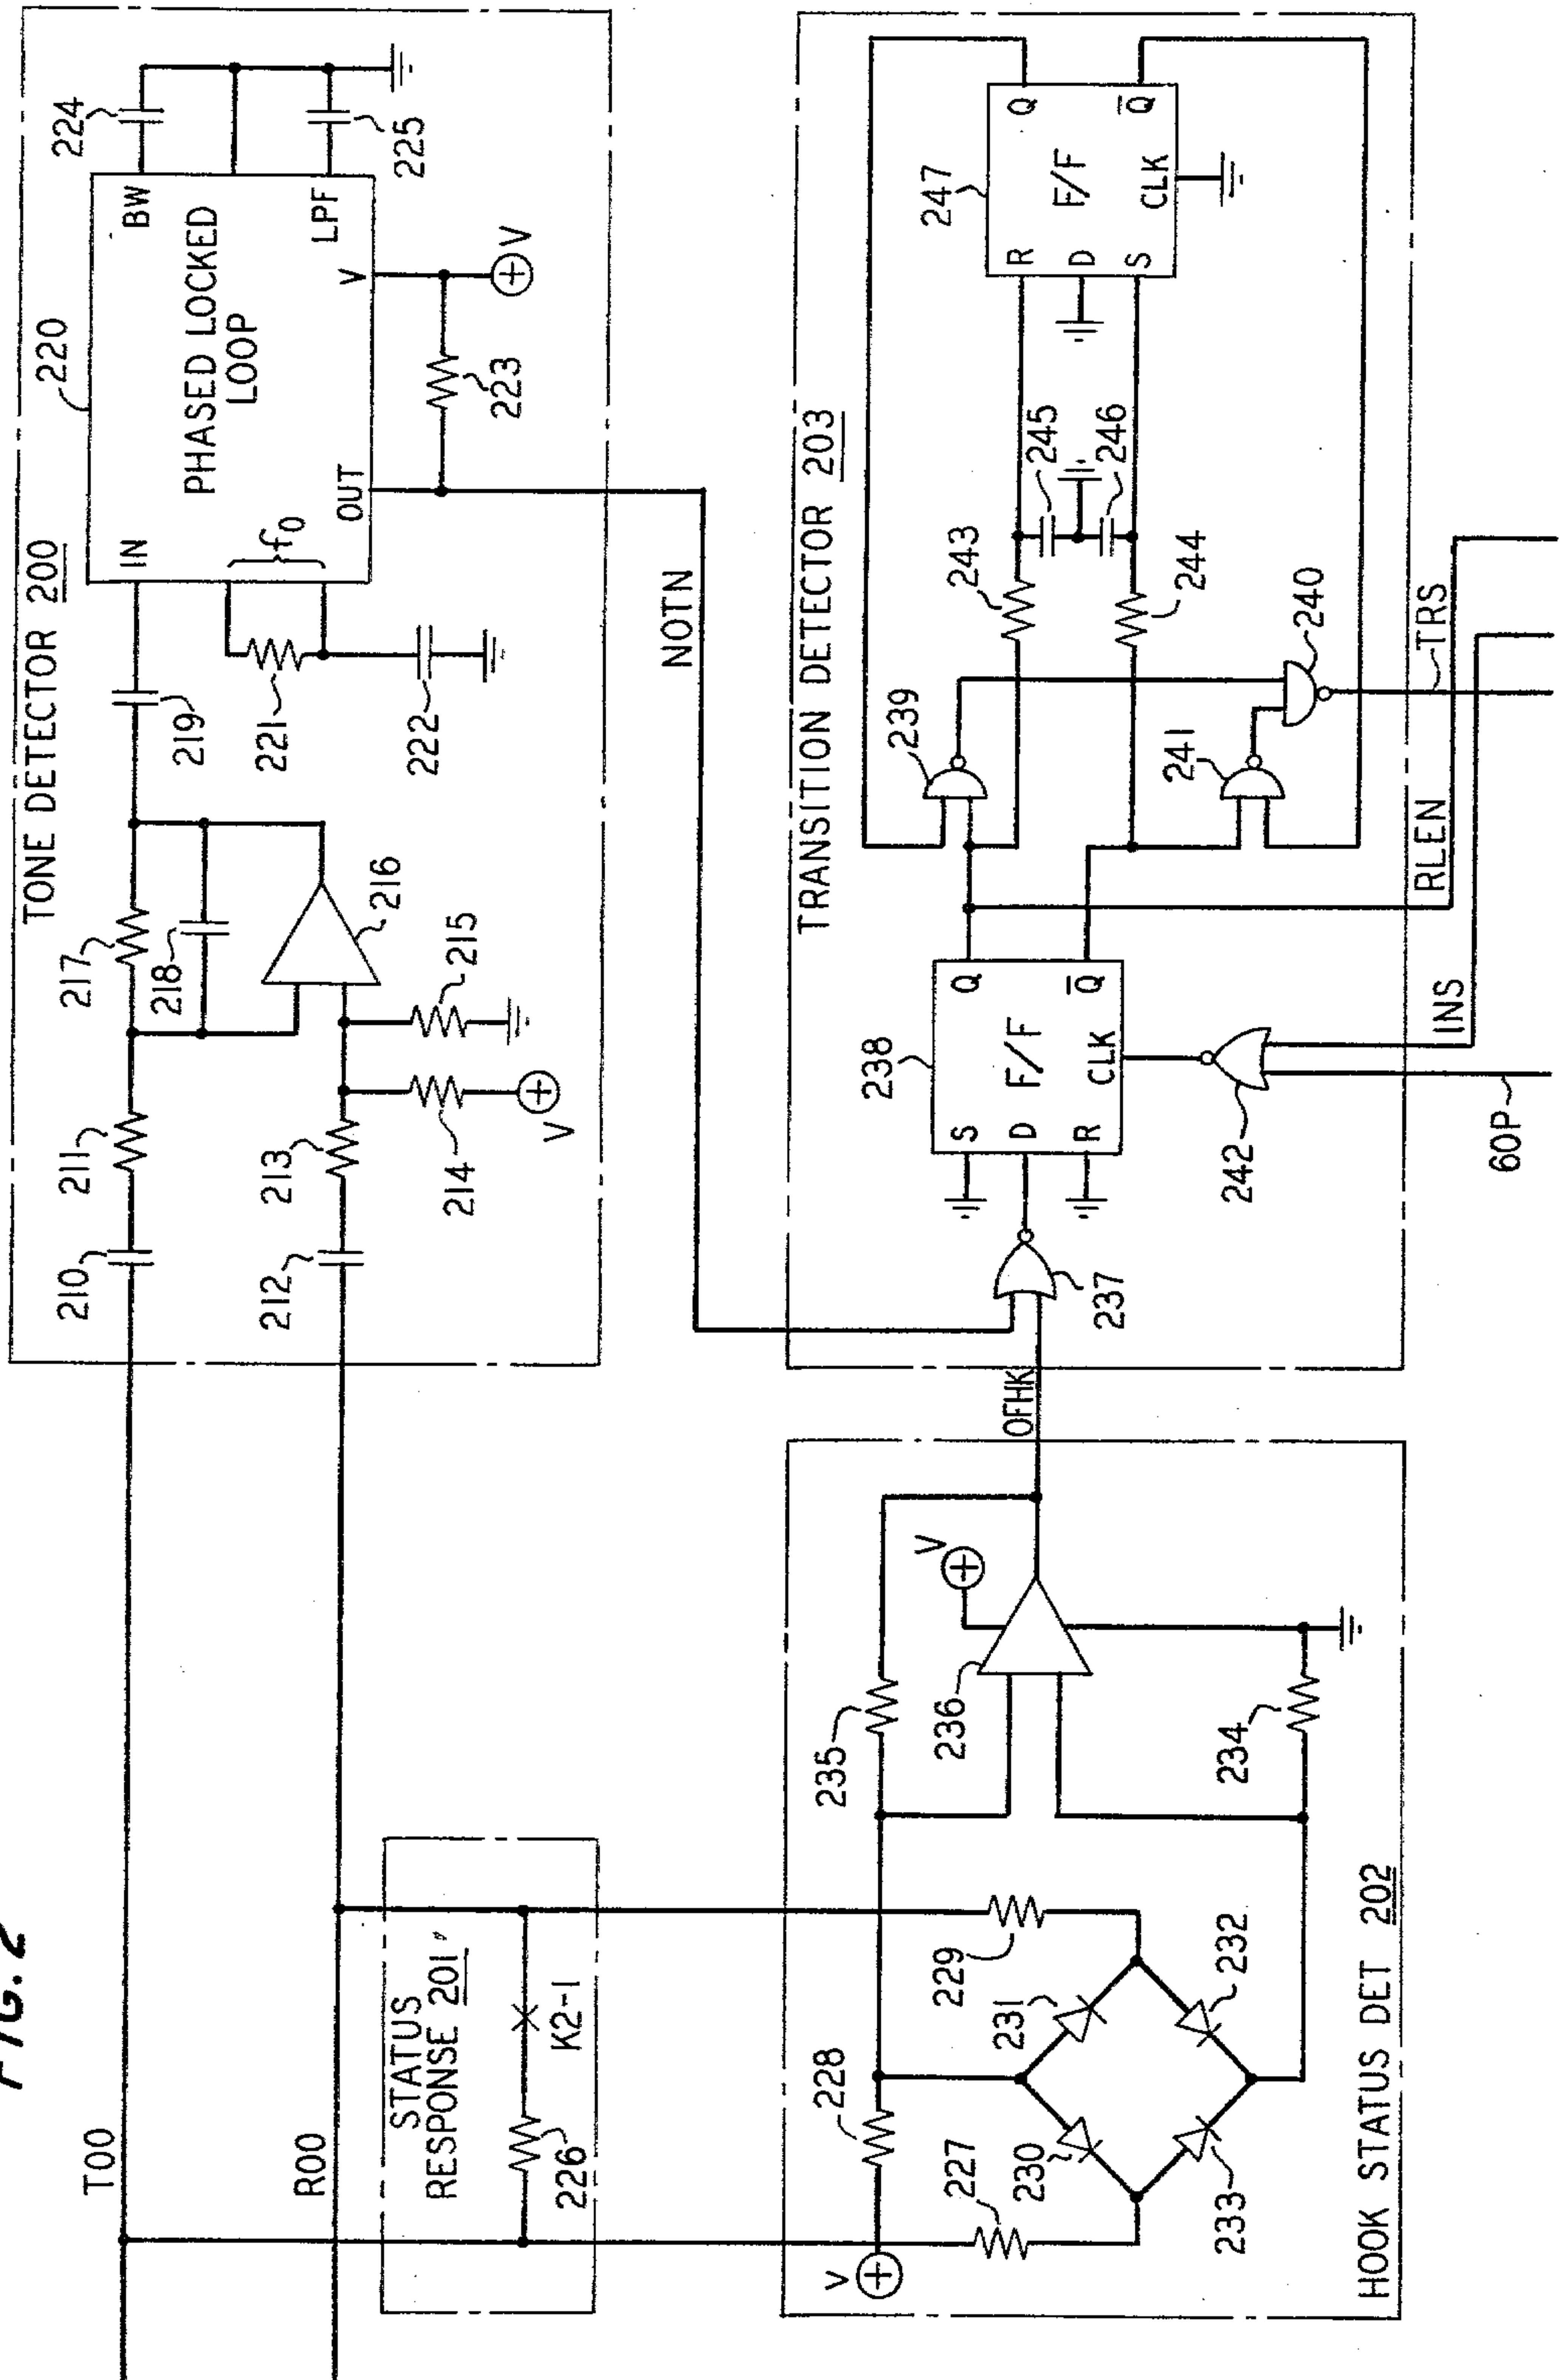 FIG. 2
TONE DETECTOR 200
224
BW
220
PHASED LOCKED
LOOP
LPF
225
V
V
223
IN
f0
OUT
219
221
222
217
218
216
215
211
213
214
V
210
212
T00
R00
NOTN
STATUS
RESPONSE 201
K2-1
226
TRANSITION DETECTOR 203
247
R
D
S
F/F
CLK
Q
Q̅
245
246
243
244
239
241
240
238
S
D
R
F/F
CLK
Q
Q̅
242
237
TRS
RLEN
INS
60P
OFHK
HOOK STATUS DET 202
V
235
236
234
229
231
232
228
227
230
233
V